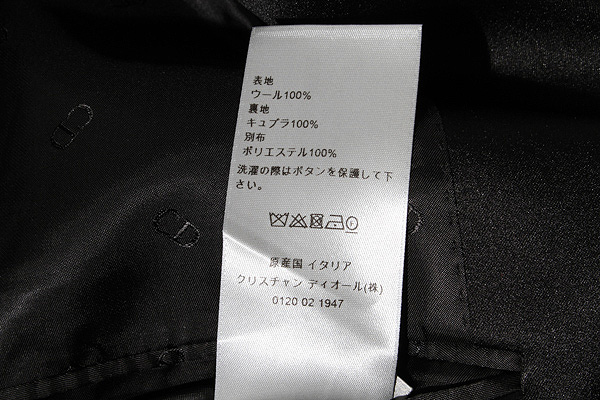 表地
ウール100%
裏地
キュプラ100%
別布
ポリエステル100%
洗濯の際はボタンを保護して下
さい。
原産国 イタリア
クリスチャン ディオール(株)
0120 02 1947